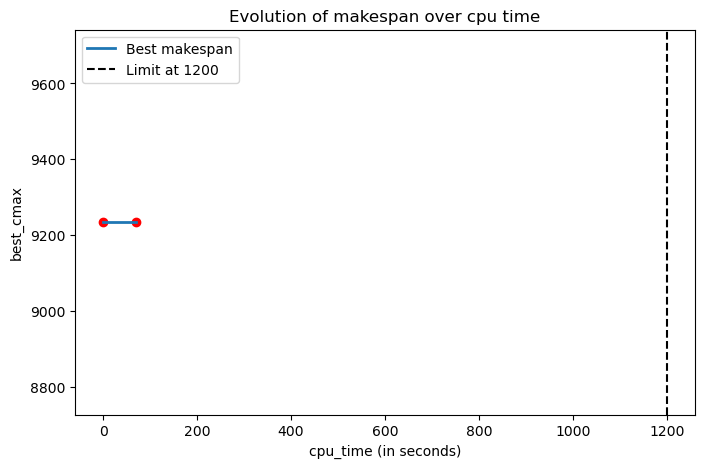 Evolution of makespan over cpu time
Best makespan
Limit at 1200
9600
9400
9200
9000
8800
best_cmax
0 200 400 600 800 1000 1200
cpu_time (in seconds)